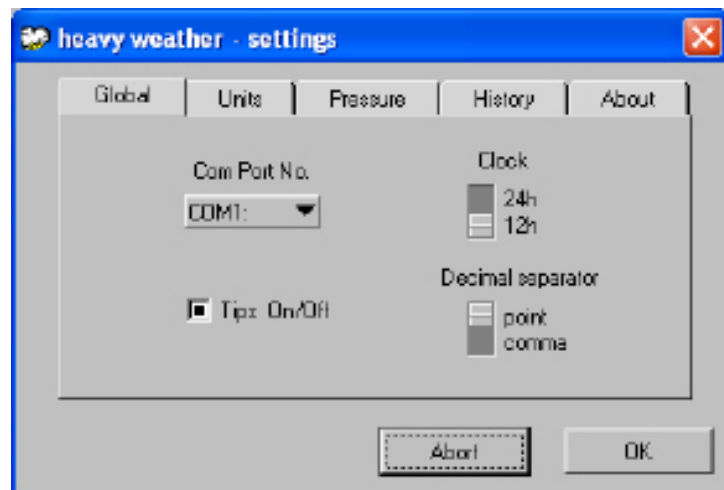 heavy weather - settings
Global Units Pressure History About
Com Port No.
COM1:
Tips On/Off
Clock
24h
12h
Decimal separator
point
comma
Abort OK